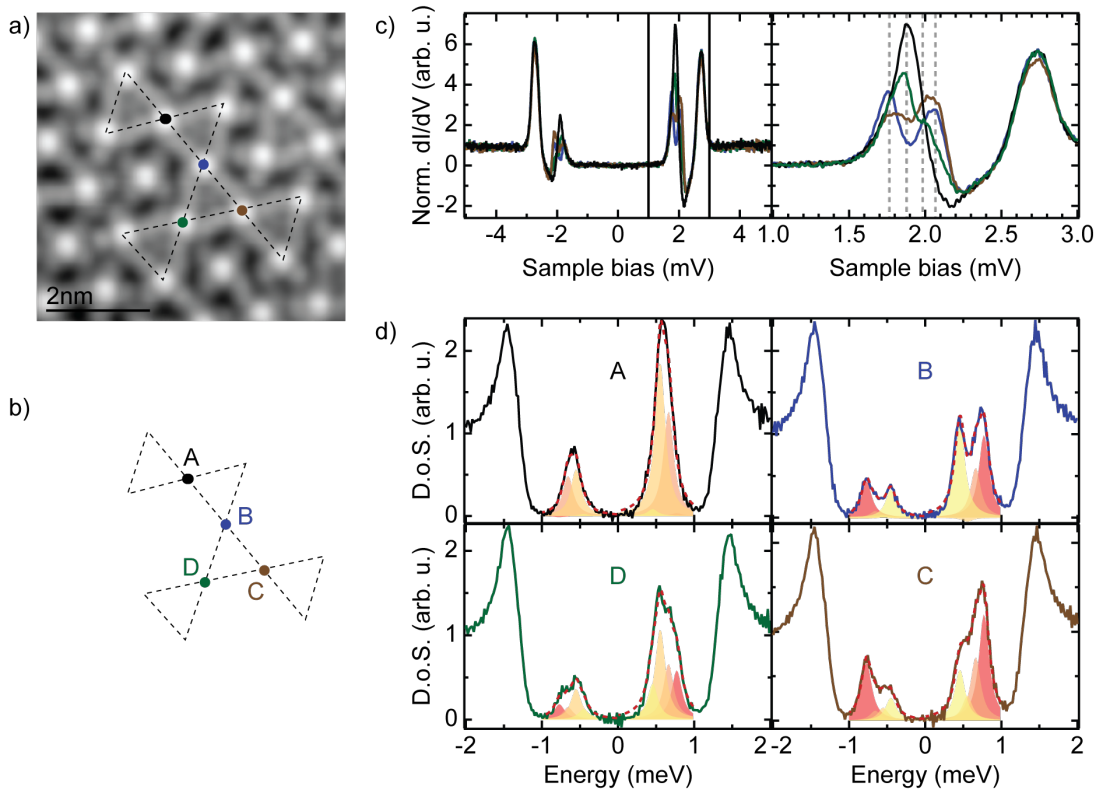 a)
2nm
b)
A
B
D
C
c)
Norm. dI/dV (arb. u.)
6
4
2
0
-2
-4 -2 0 2 4
1.0 1.5 2.0 2.5 3.0
Sample bias (mV)
Sample bias (mV)
d)
D.o.S. (arb. u.)
2
1
0
A
B
D.o.S. (arb. u.)
2
1
0
D
C
-2 -1 0 1 2
-2 -1 0 1 2
Energy (meV)
Energy (meV)